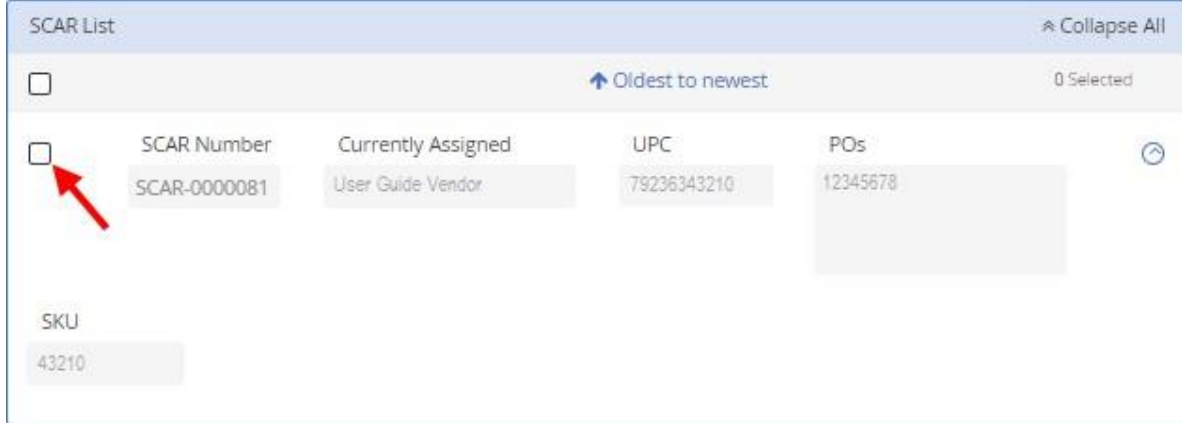 SCAR List Collapse All
Oldest to newest 0 Selected
SCAR Number Currently Assigned UPC POs
SCAR-0000081 User Guide Vendor 79236343210 12345678
SKU
43210